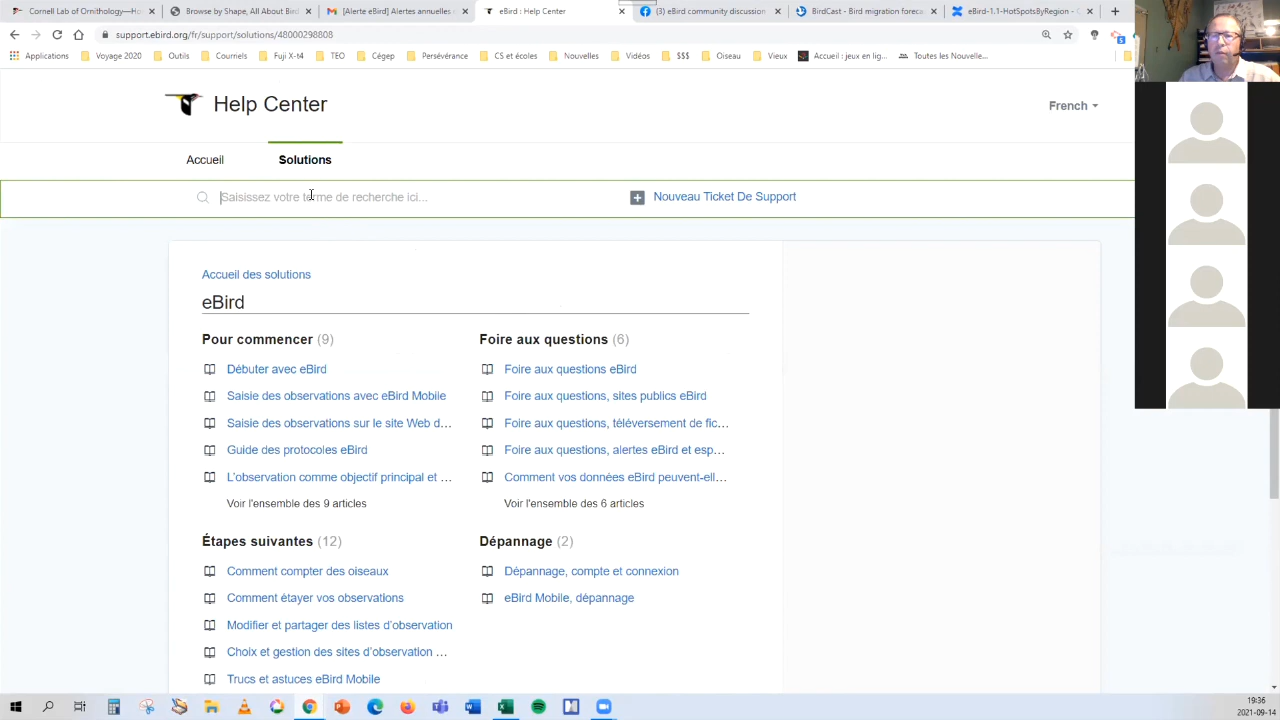 Cornell Lab of Ornithology—Ho
Browse by Shape, All About Bird
[Alerte eBird] Alertes annuelles
eBird : Help Center
(3) eBird community discussion
BirdCast - Bird migration foreca
eBird-1.1-HotSpotsByRegion - C
support.ebird.org/fr/support/solutions/48000298808
Applications
Voyage 2020
Outils
Courriels
Fuji X-t4
TEO
Cégep
Persévérance
CS et écoles
Nouvelles
Vidéos
$$$
Oiseau
Vieux
Accueil : jeux en lig...
Toutes les Nouvelle...
Help Center
French
Accueil
Solutions
Saisissez votre terme de recherche ici...
Nouveau Ticket De Support
Accueil des solutions
eBird
Pour commencer (9)
Débuter avec eBird
Saisie des observations avec eBird Mobile
Saisie des observations sur le site Web d...
Guide des protocoles eBird
L'observation comme objectif principal et ...
Voir l'ensemble des 9 articles
Foire aux questions (6)
Foire aux questions eBird
Foire aux questions, sites publics eBird
Foire aux questions, téléversement de fic...
Foire aux questions, alertes eBird et esp...
Comment vos données eBird peuvent-ell...
Voir l'ensemble des 6 articles
Étapes suivantes (12)
Comment compter des oiseaux
Comment étayer vos observations
Modifier et partager des listes d'observation
Choix et gestion des sites d'observation ...
Trucs et astuces eBird Mobile
Dépannage (2)
Dépannage, compte et connexion
eBird Mobile, dépannage
19:36
2021-09-14